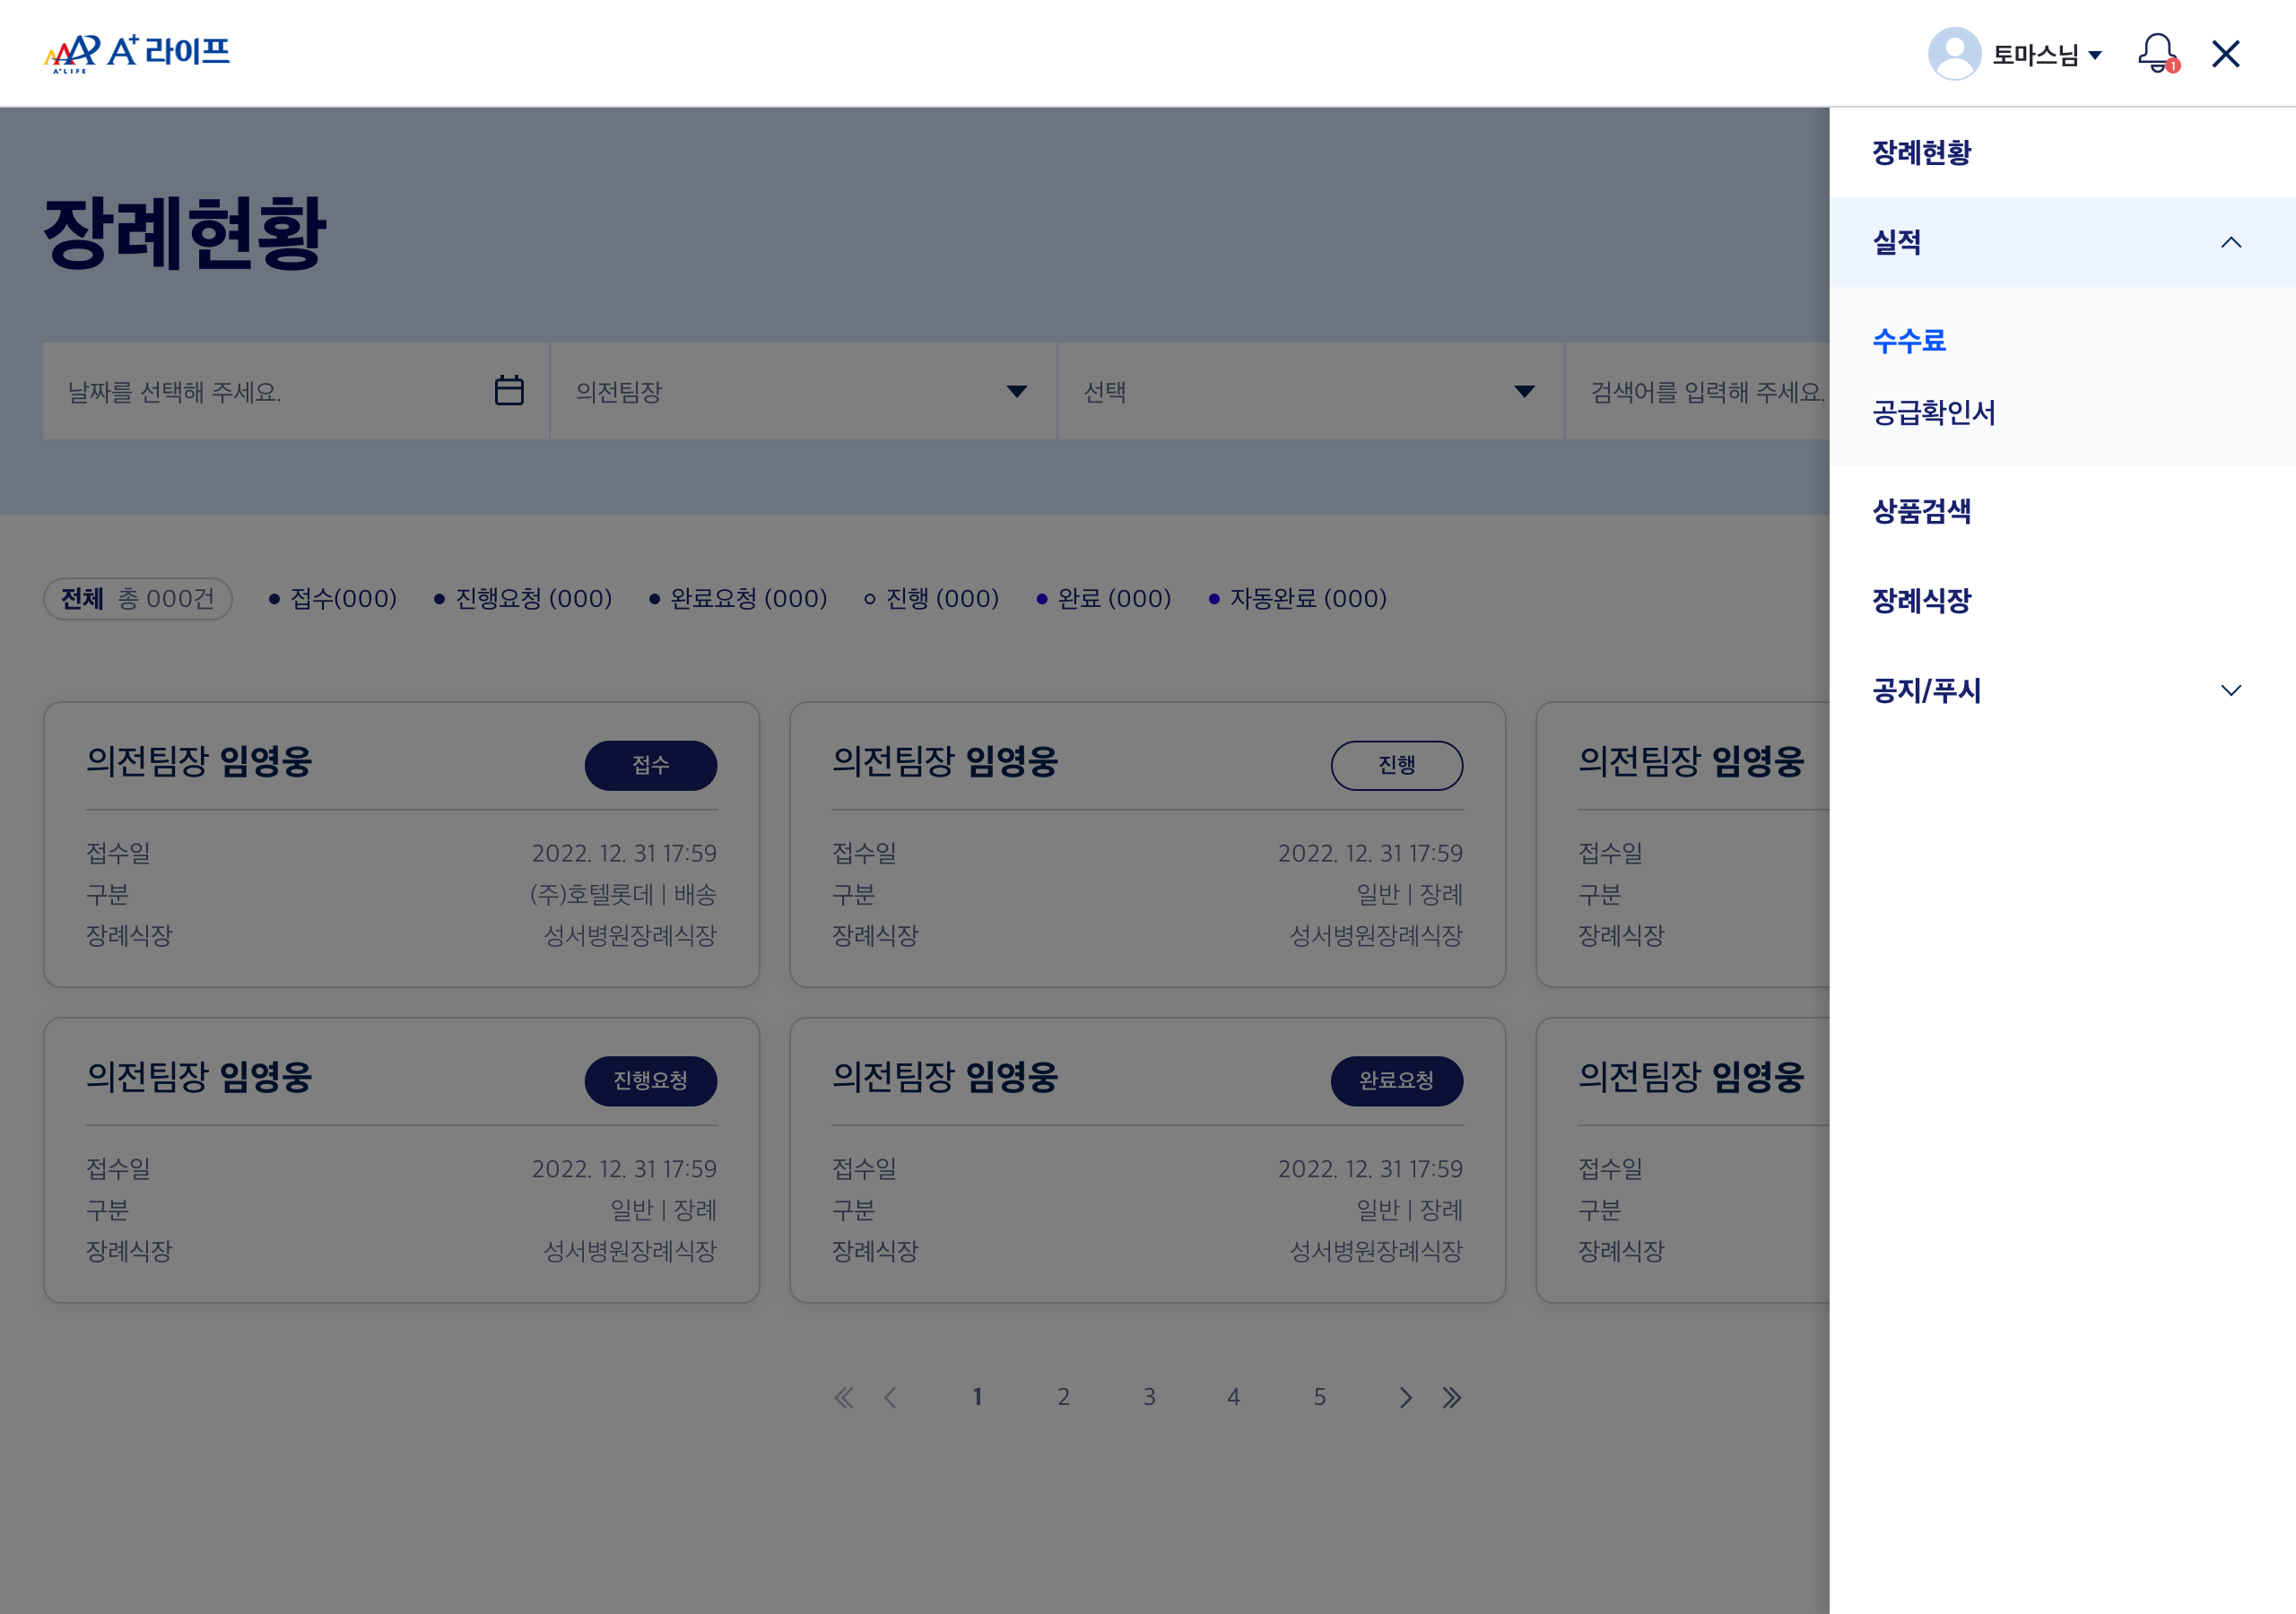 A+ 라이프
A+ LIFE
토마스님
1
장례현황
실적
수수료
공급확인서
상품검색
장례식장
공지/푸시
장례현황
날짜를 선택해 주세요.
의전팀장
선택
검색어를 입력해 주세요.
전체 총 000건
접수(000)
진행요청 (000)
완료요청 (000)
진행 (000)
완료 (000)
자동완료 (000)
의전팀장 임영웅
접수
접수일 2022. 12. 31 17:59
구분 (주)호텔롯데 | 배송
장례식장 성서병원장례식장
의전팀장 임영웅
진행
접수일 2022. 12. 31 17:59
구분 일반 | 장례
장례식장 성서병원장례식장
의전팀장 임영웅
접수일
구분
장례식장
의전팀장 임영웅
진행요청
접수일 2022. 12. 31 17:59
구분 일반 | 장례
장례식장 성서병원장례식장
의전팀장 임영웅
완료요청
접수일 2022. 12. 31 17:59
구분 일반 | 장례
장례식장 성서병원장례식장
의전팀장 임영웅
접수일
구분
장례식장
1 2 3 4 5